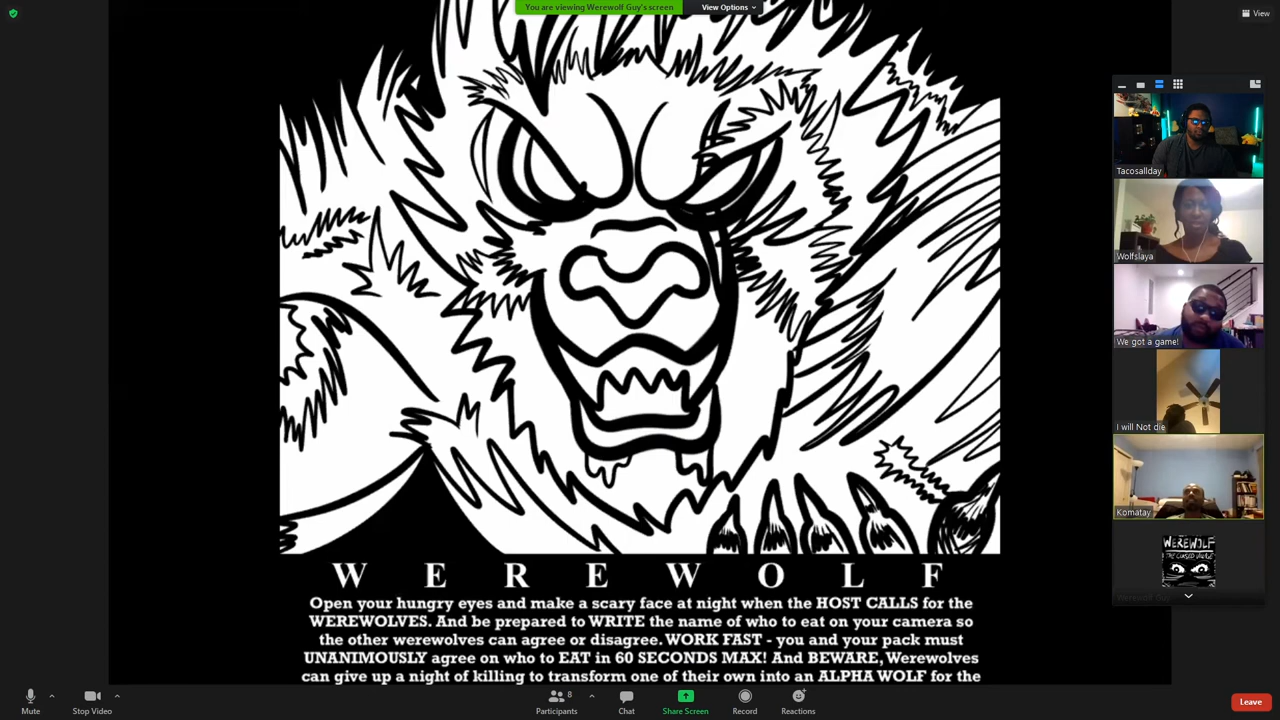 You are viewing Werewolf Guy's screen
View Options
View
Tacosallday
Wolfslaya
We got a game!
I will Not die
Komatay
WEREWOLF
THE CURSED VILLAGE
Werewolf Guy
W E R E W O L F
Open your hungry eyes and make a scary face at night when the HOST CALLS for the
WEREWOLVES. And be prepared to WRITE the name of who to eat on your camera so
the other werewolves can agree or disagree. WORK FAST - you and your pack must
UNANIMOUSLY agree on who to EAT in 60 SECONDS MAX! And BEWARE, Werewolves
can give up a night of killing to transform one of their own into an ALPHA WOLF for the
Mute
Stop Video
8
Participants
Chat
Share Screen
Record
Reactions
Leave